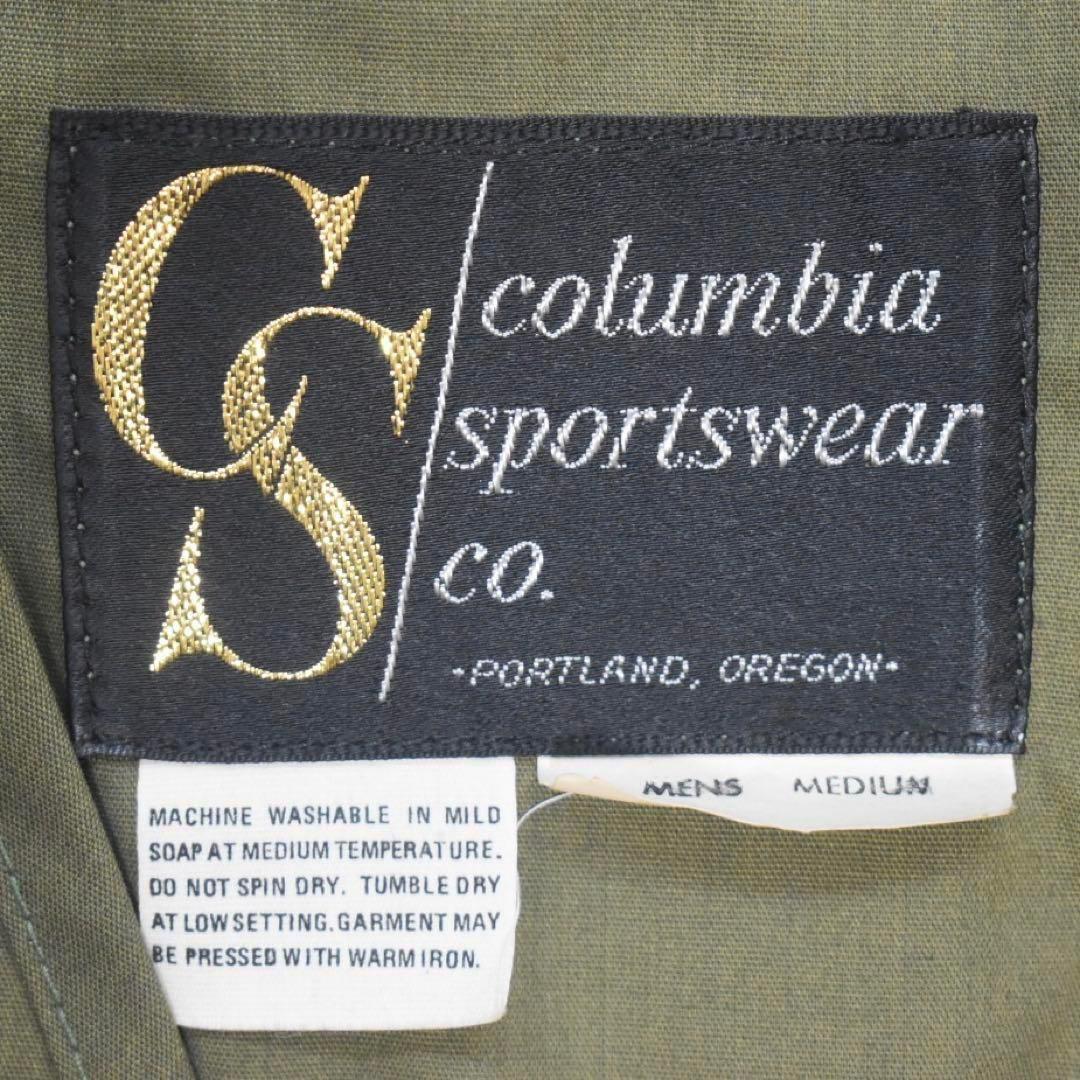 CS
columbia
sportswear
co.
-PORTLAND, OREGON-
MENS MEDIUM
MACHINE WASHABLE IN MILD
SOAP AT MEDIUM TEMPERATURE.
DO NOT SPIN DRY. TUMBLE DRY
AT LOW SETTING. GARMENT MAY
BE PRESSED WITH WARM IRON.